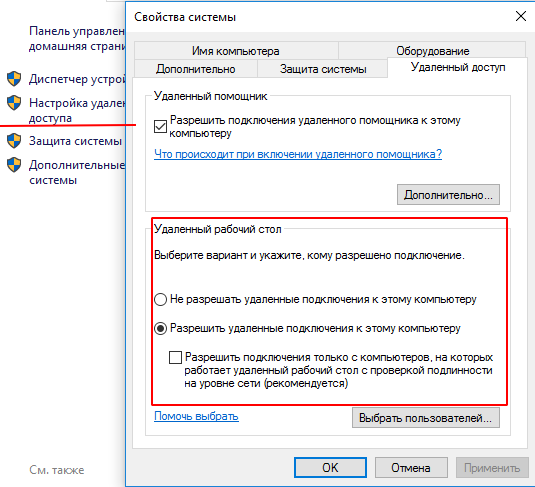 Панель управлен
домашняя страни
Диспетчер устрой
Настройка удален
доступа
Защита системы
Дополнительные
системы
См. также
Свойства системы
Имя компьютера
Оборудование
Дополнительно
Защита системы
Удаленный доступ
Удаленный помощник
Разрешить подключения удаленного помощника к этому
компьютеру
Что происходит при включении удаленного помощника?
Дополнительно...
Удаленный рабочий стол
Выберите вариант и укажите, кому разрешено подключение.
Не разрешать удаленные подключения к этому компьютеру
Разрешить удаленные подключения к этому компьютеру
Разрешить подключения только с компьютеров, на которых
работает удаленный рабочий стол с проверкой подлинности
на уровне сети (рекомендуется)
Помочь выбрать
Выбрать пользователей...
OK
Отмена
Применить